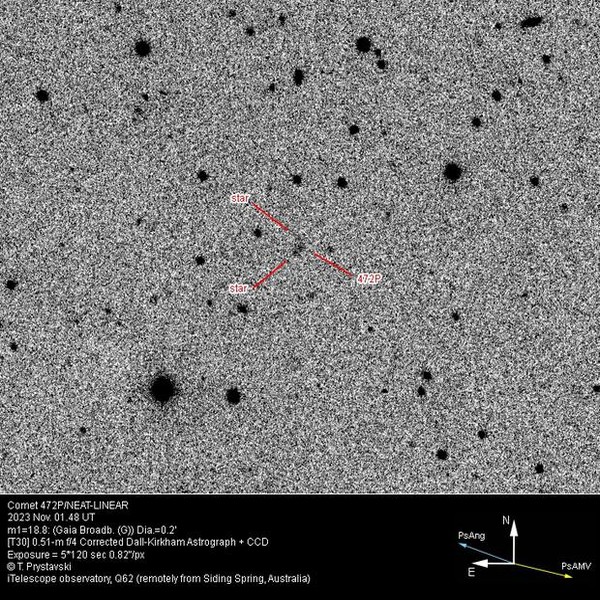 star
star
472P
Comet 472P/NEAT-LINEAR
2023 Nov. 01.48 UT
m1=18.8: (Gaia Broadb. (G)) Dia.=0.2'
[T30] 0.51-m f/4 Corrected Dall-Kirkham Astrograph + CCD
Exposure = 5*120 sec 0.82"/px
© T. Prystavski
iTelescope observatory, Q62 (remotely from Siding Spring, Australia)
N
PsAng
E
PsAMV